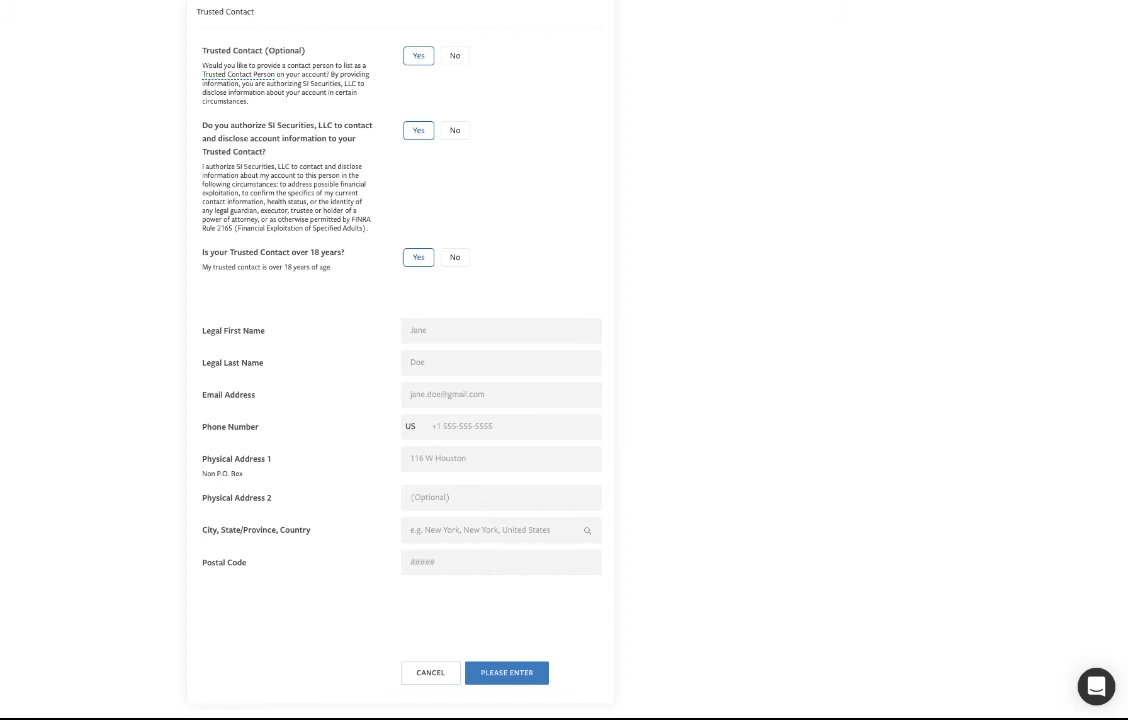 Trusted Contact
Trusted Contact (Optional)
Yes
No
Would you like to provide a contact person to list as a
Trusted Contact Person on your account? By providing
information, you are authorizing SI Securities, LLC to
disclose information about your account in certain
circumstances.
Do you authorize SI Securities, LLC to contact
and disclose account information to your
Trusted Contact?
Yes
No
I authorize SI Securities, LLC to contact and disclose
information about my account to this person in the
following circumstances: to address possible financial
exploitation, to confirm the specifics of my current
contact information, health status, or the identity of
any legal guardian, executor, trustee or holder of a
power of attorney, or as otherwise permitted by FINRA
Rule 2165 (Financial Exploitation of Specified Adults).
Is your Trusted Contact over 18 years?
Yes
No
My trusted contact is over 18 years of age
Legal First Name
Jane
Legal Last Name
Doe
Email Address
jane.doe@gmail.com
Phone Number
US +1 555-555-5555
Physical Address 1
116 W Houston
Non P.O. Box
Physical Address 2
(Optional)
City, State/Province, Country
e.g. New York, New York, United States
Postal Code
#####
CANCEL
PLEASE ENTER